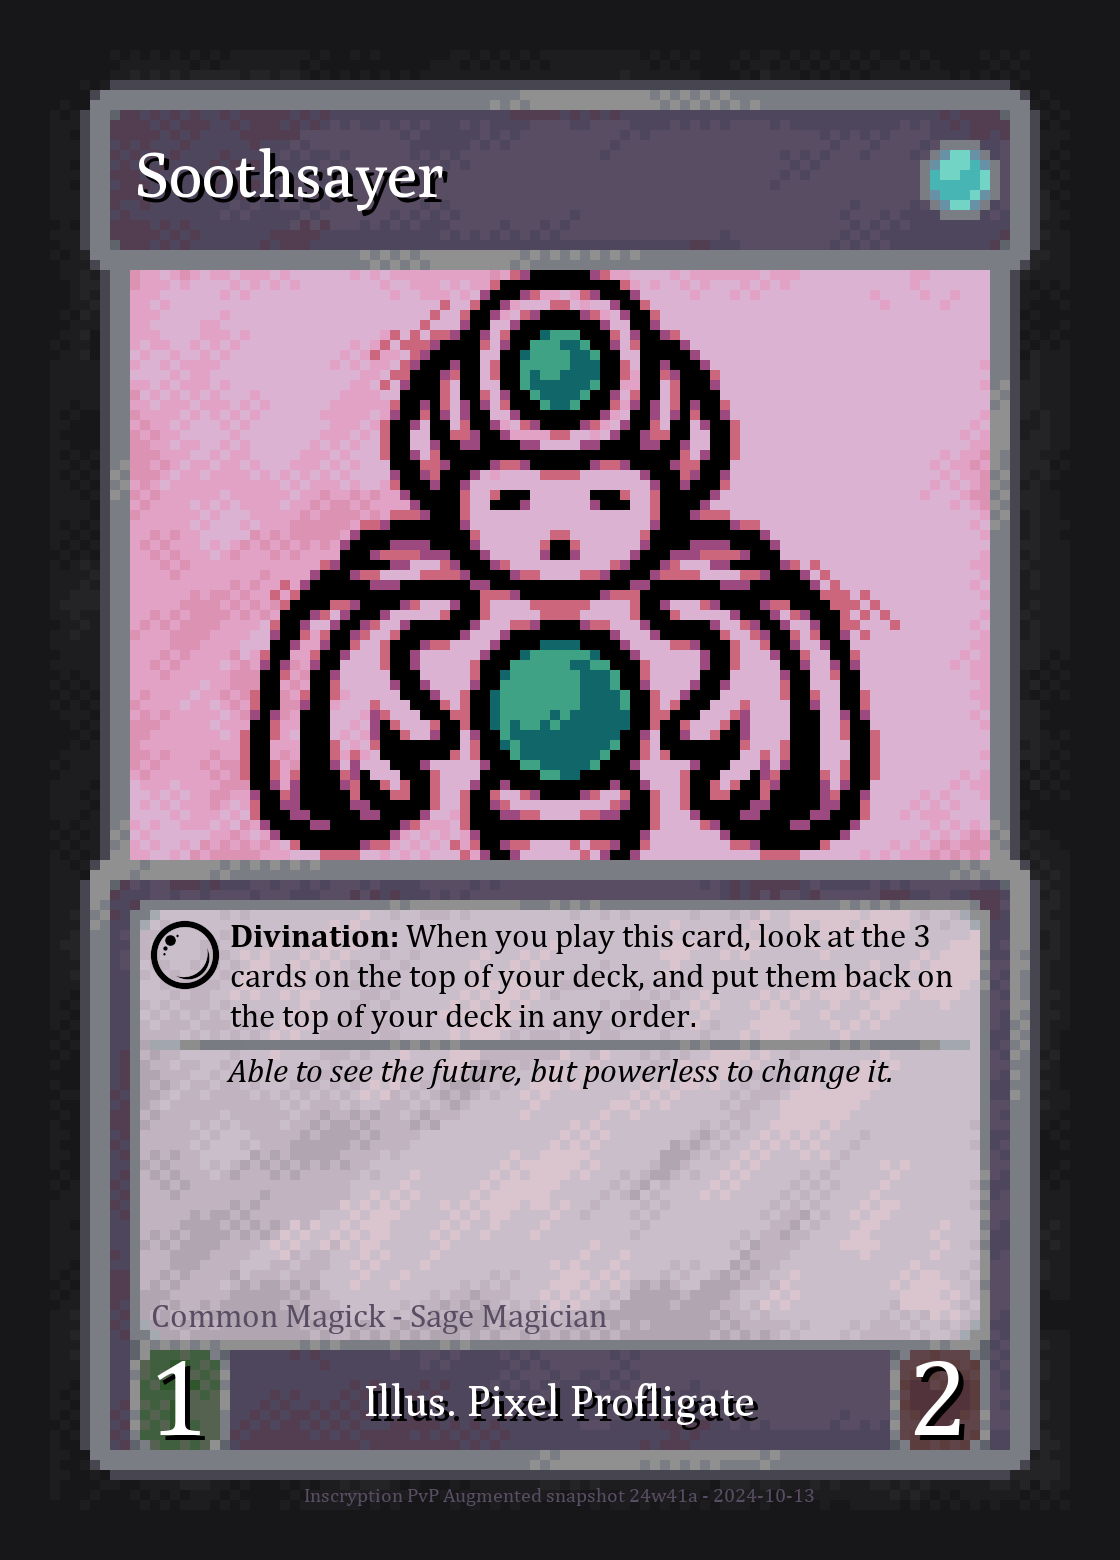 Soothsayer
Divination: When you play this card, look at the 3
cards on the top of your deck, and put them back on
the top of your deck in any order.
Able to see the future, but powerless to change it.
Common Magick - Sage Magician
1
Illus. Pixel Profligate
2
Inscryption PvP Augmented snapshot 24w41a - 2024-10-13